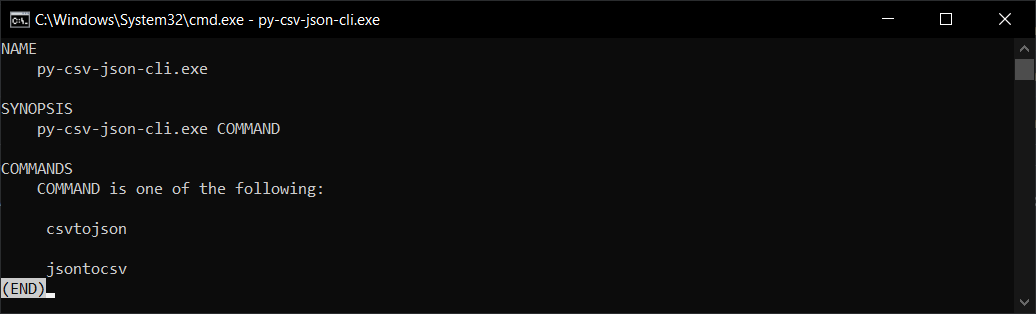 C:\Windows\System32\cmd.exe - py-csv-json-cli.exe
NAME
    py-csv-json-cli.exe

SYNOPSIS
    py-csv-json-cli.exe COMMAND

COMMANDS
    COMMAND is one of the following:

     csvtojson

     jsontocsv
(END)